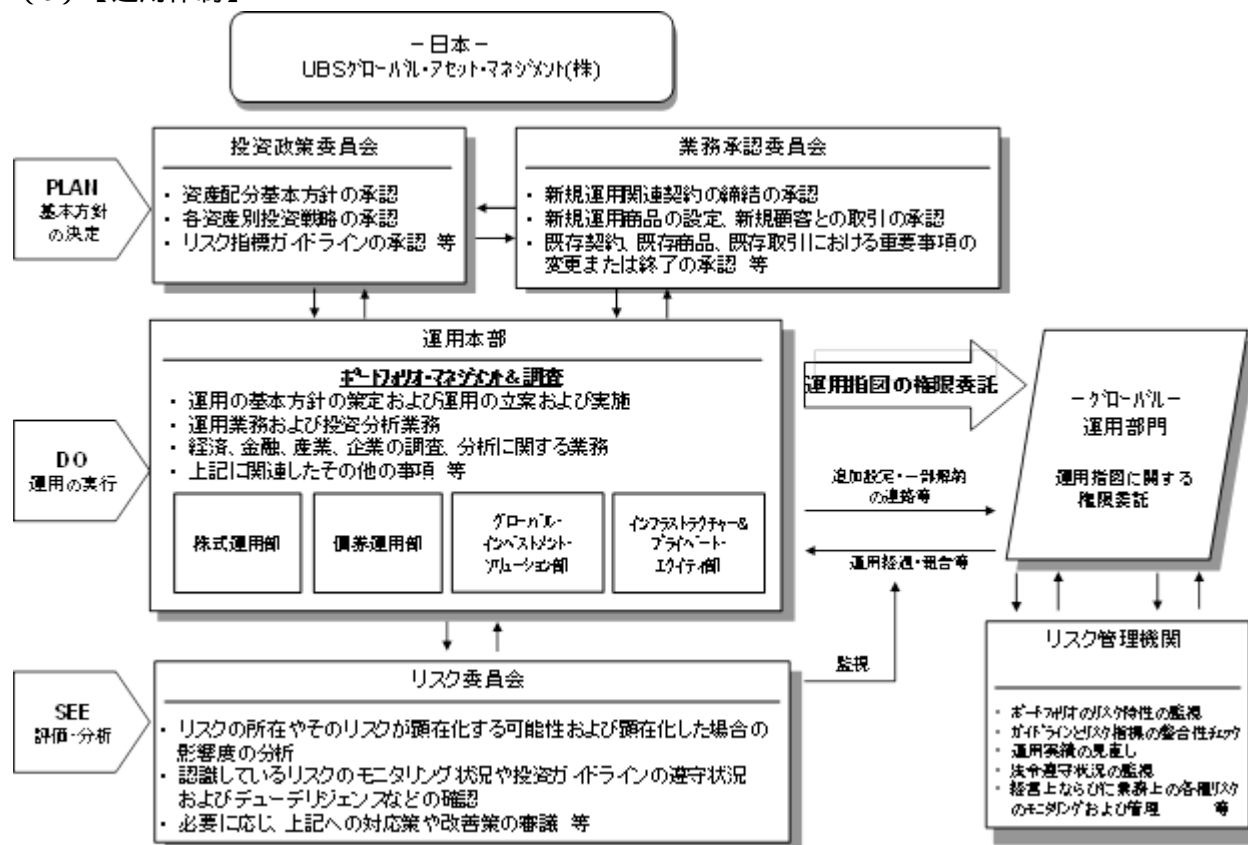 －日本－
UBSｸﾞﾛｰﾊﾞﾙ･ｱｾｯﾄ･ﾏﾈｼﾞﾒﾝﾄ(株)
投資政策委員会
・ 資産配分基本方針の承認
・ 各資産別投資戦略の承認
・ リスク指標ガイドラインの承認 等
業務承認委員会
・ 新規運用関連契約の締結の承認
・ 新規運用商品の設定、新規顧客との取引の承認
・ 既存契約、既存商品、既存取引における重要事項の
変更または終了の承認 等
PLAN
基本方針
の決定
運用本部
ﾎﾟｰﾄﾌｫﾘｵ･ﾏﾈｼﾞﾒﾝﾄ＆調査
・ 運用の基本方針の策定および運用の立案および実施
・ 運用業務および投資分析業務
・ 経済、金融、産業、企業の調査、分析に関する業務
・ 上記に関連したその他の事項 等
株式運用部
債券運用部
ｸﾞﾛｰﾊﾞﾙ･
ｲﾝﾍﾞｽﾄﾒﾝﾄ･
ｿﾘｭｰｼｮﾝ部
ｲﾝﾌﾗｽﾄﾗｸﾁｬｰ＆
ﾌﾟﾗｲﾍﾞｰﾄ･
ｴｸｲﾃｨ部
DO
運用の実行
運用指図の権限委託
追加設定・一部解約
の連絡等
運用経過・報告等
－ｸﾞﾛｰﾊﾞﾙ－
運用部門
運用指図に関する
権限委託
監視
SEE
評価・分析
リスク委員会
・ リスクの所在やそのリスクが顕在化する可能性および顕在化した場合の
影響度の分析
・ 認識しているリスクのモニタリング状況や投資ガイドラインの遵守状況
およびデューデリジェンスなどの確認
・ 必要に応じ、上記への対応策や改善策の審議 等
リスク管理機関
・ ﾎﾟｰﾄﾌｫﾘｵのﾘｽｸ特性の監視
・ ｶﾞｲﾄﾞﾗｲﾝとﾘｽｸ指標の整合性ﾁｪｯｸ
・ 運用実績の見直し
・ 法令遵守状況の監視
・ 経営上ならびに業務上の各種ﾘｽｸ
のﾓﾆﾀﾘﾝｸﾞおよび管理 等